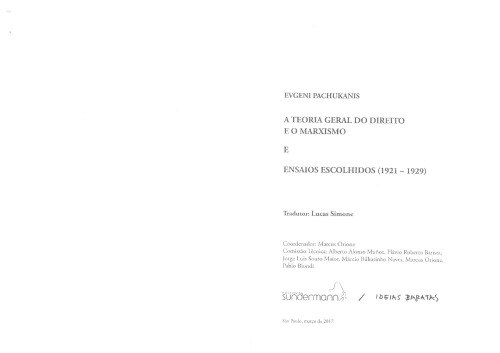 EVGENI PACHUKANIS
A TEORIA GERAL DO DIREITO
E O MARXISMO
E
ENSAIOS ESCOLHIDOS (1921 – 1929)
Tradutor: Lucas Simone
Coordenador: Marcus Orione
Comissão Técnica: Alberto Alonso Muñoz, Flávio Roberto Batista,
Jorge Luiz Souto Maior, Márcio Bilharinho Naves, Marcus Orione,
Pablo Biondi
sundermann / IDEIAS BARATAS
São Paulo, março de 2017